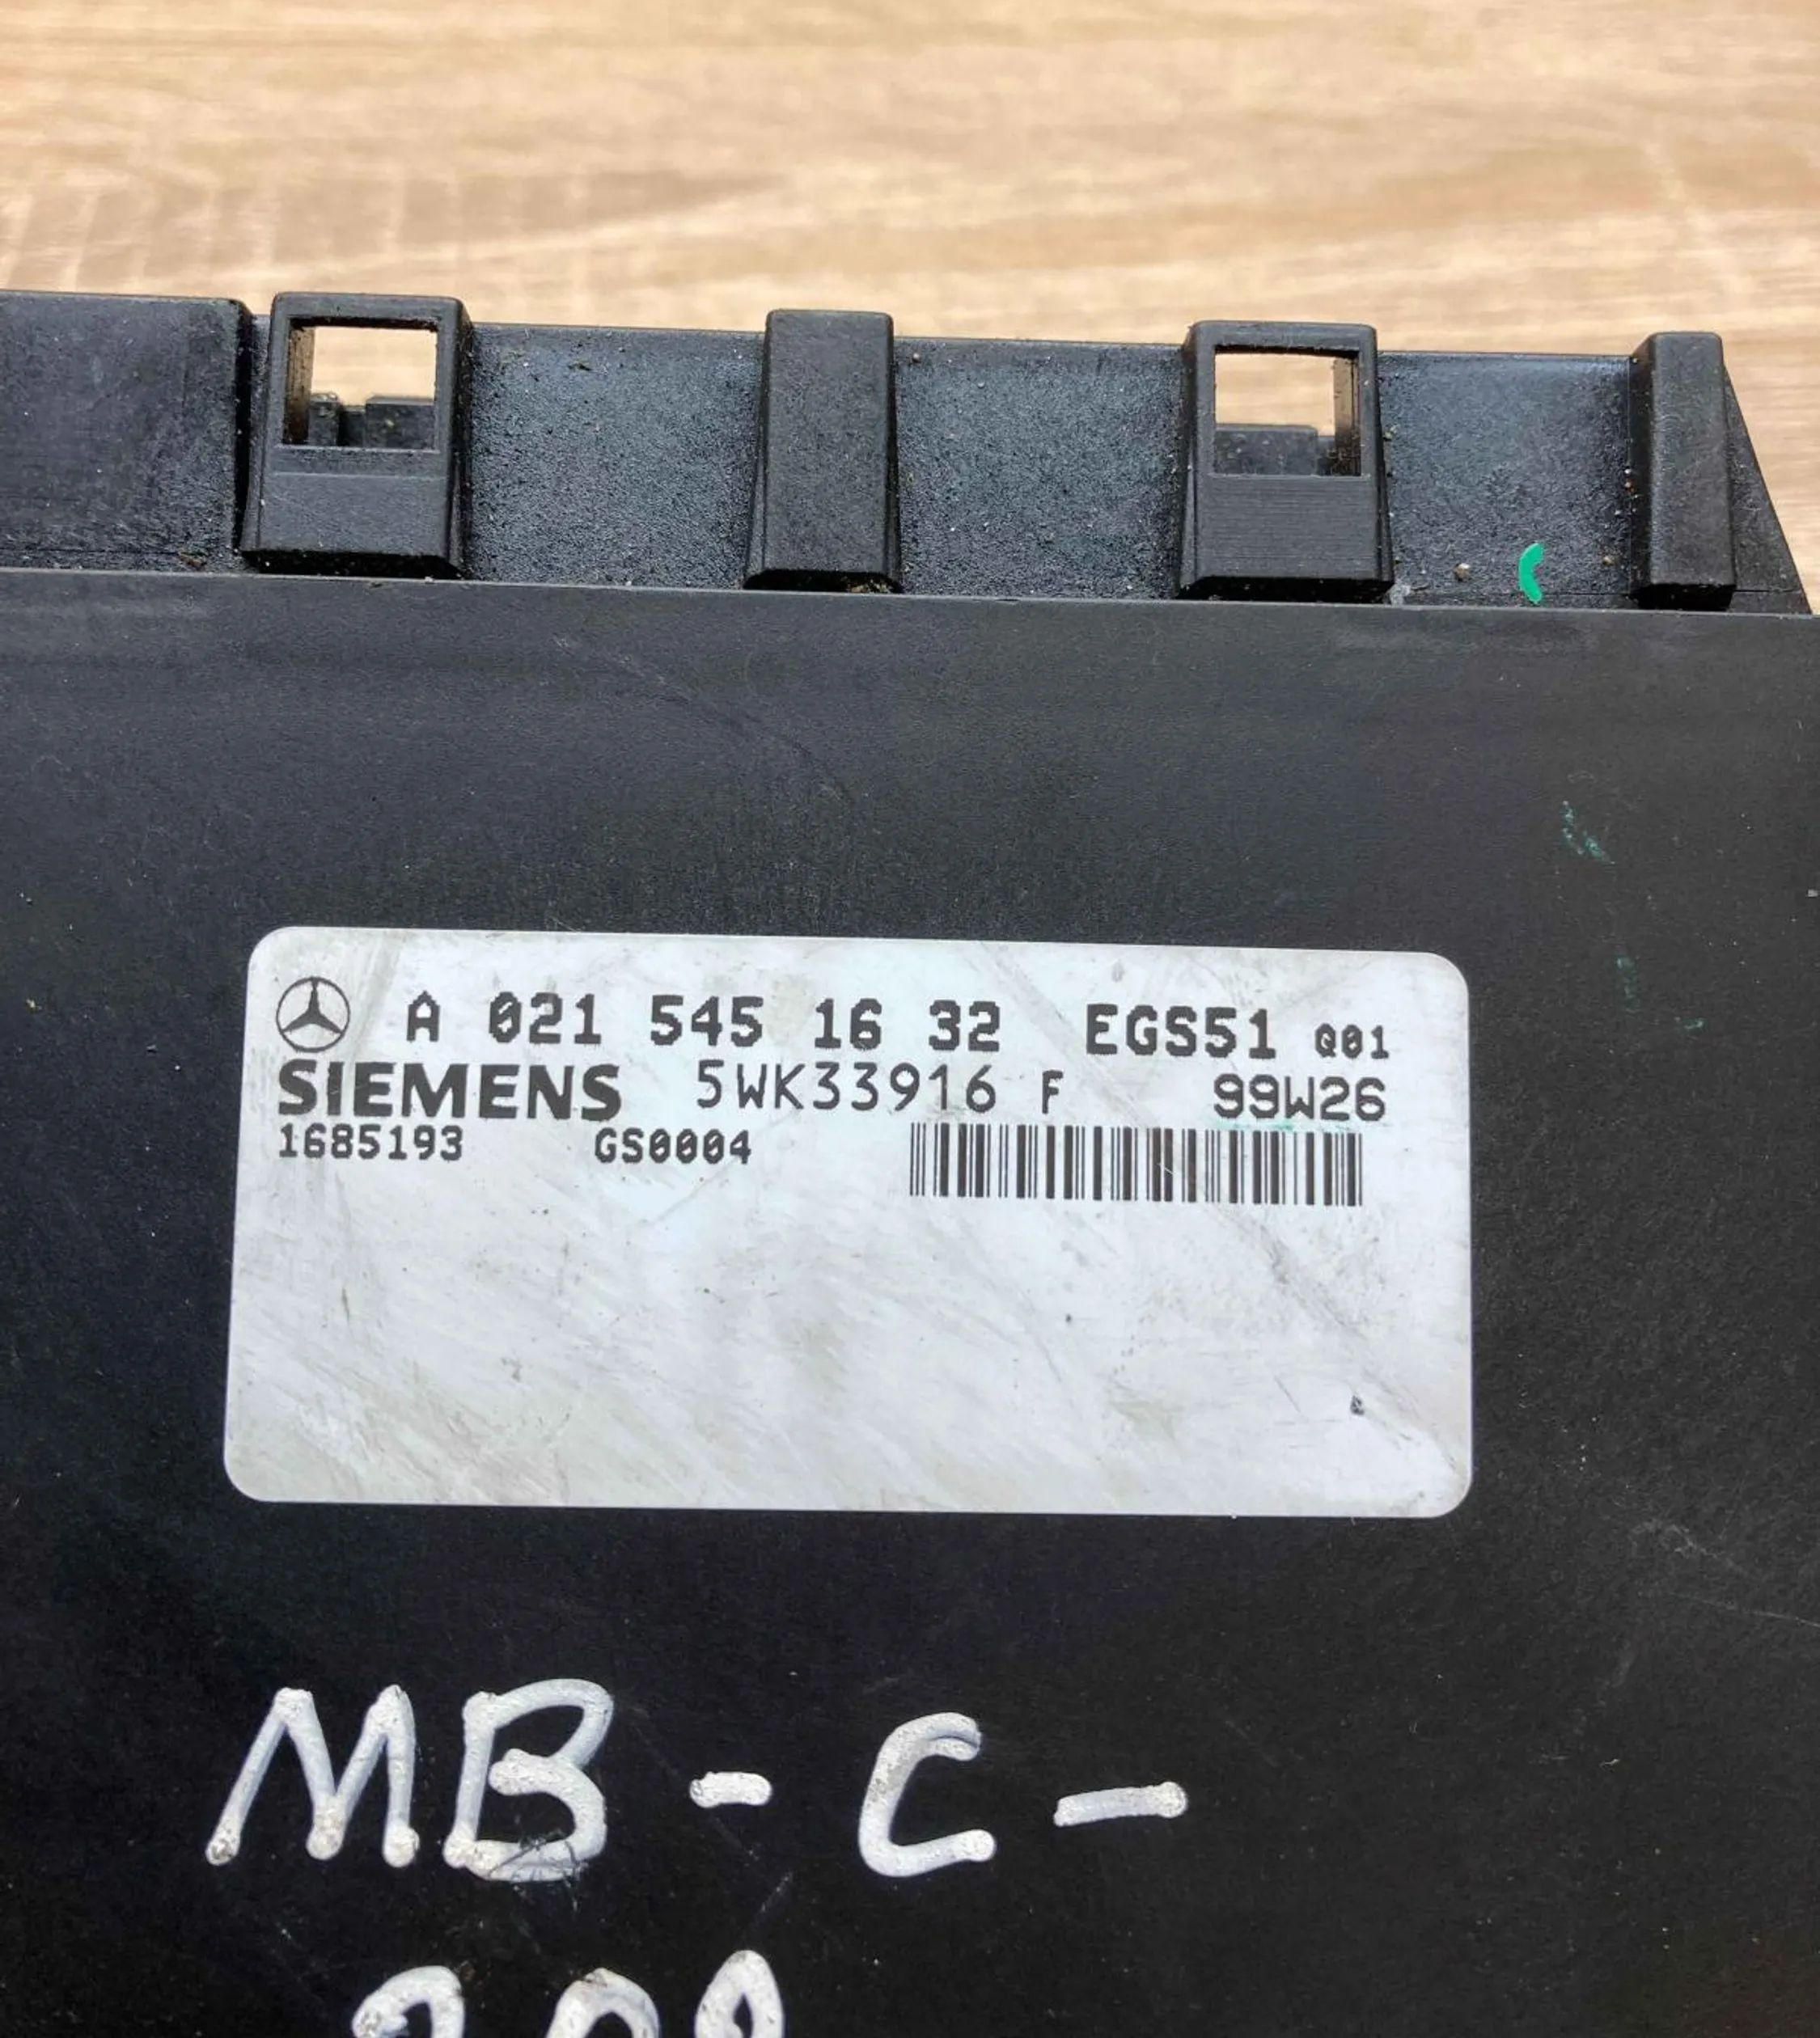 A 021 545 16 32 EGS51 Q01
SIEMENS 5WK33916 F 99W26
1685193 GS0004
MB-C-